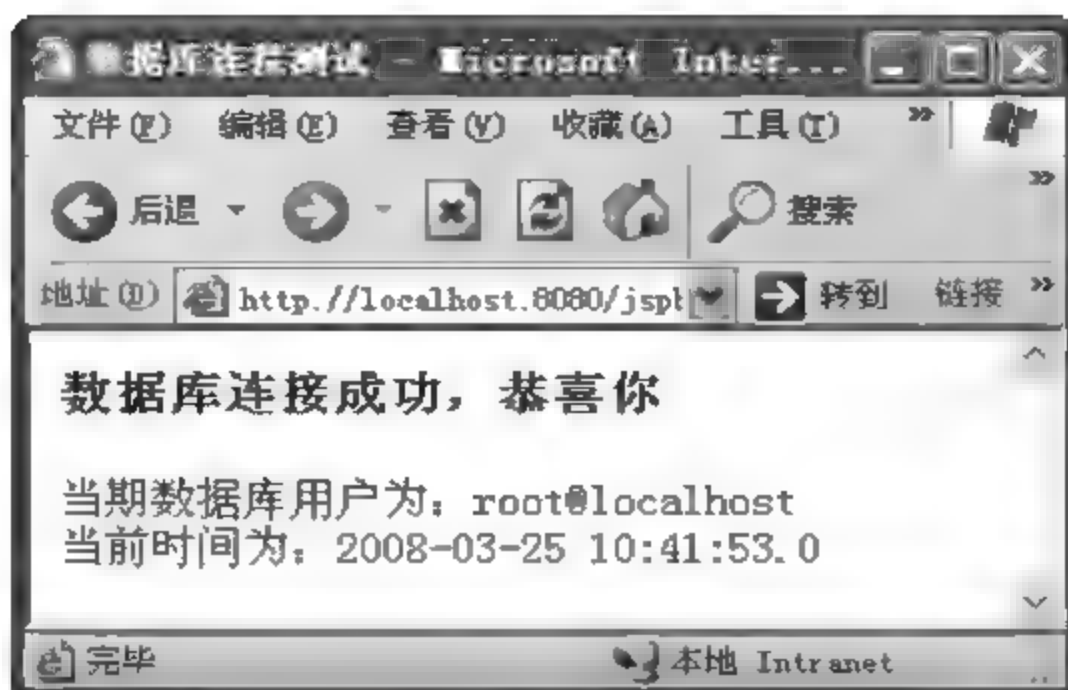 数据库连接测试 - Microsoft Inter...
文件(F) 编辑(E) 查看(V) 收藏(A) 工具(T) »
后退 搜索 »
地址(D) http://localhost:8080/jspb 转到 链接 »
数据库连接成功，恭喜你
当期数据库用户为：root@localhost
当前时间为：2008-03-25 10:41:53.0
完毕 本地 Intranet